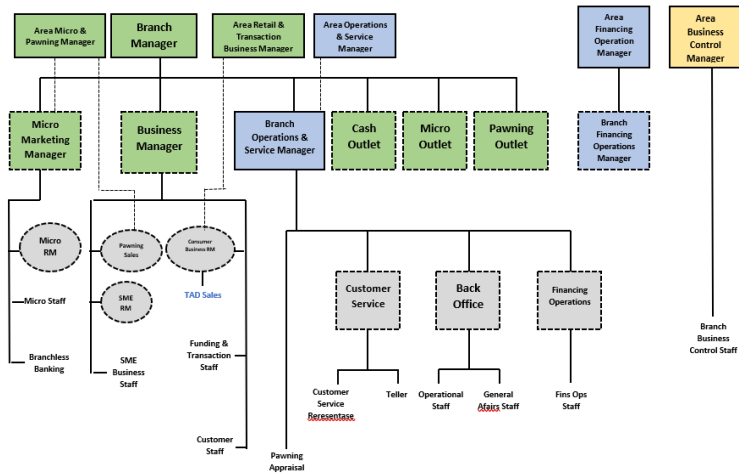 Area Micro &
Pawning Manager
Branch
Manager
Area Retail &
Transaction
Business Manager
Area Operations
& Service
Manager
Area
Financing
Operation
Manager
Area
Business
Control
Manager
Micro
Marketing
Manager
Business
Manager
Branch
Operations &
Service Manager
Cash
Outlet
Micro
Outlet
Pawning
Outlet
Branch
Financing
Operations
Manager
Micro
RM
Pawning
Sales
Consumer
Business RM
SME
RM
TAD Sales
Customer
Service
Back
Office
Financing
Operations
Micro Staff
Branchless
Banking
SME
Business
Staff
Funding &
Transaction
Staff
Customer
Staff
Pawning
Appraisal
Customer
Service
Reresentase
Teller
Operational
Staff
General
Afairs Staff
Fins Ops
Staff
Branch
Business
Control Staff